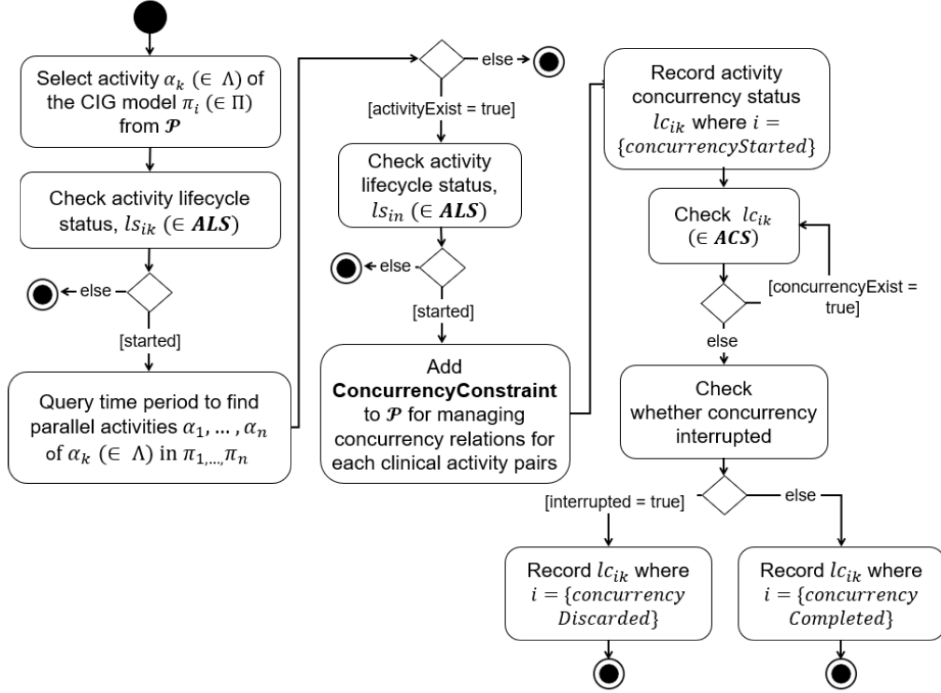 Select activity α_k (∈ Λ) of
the CIG model π_i (∈ Π)
from 𝓟
Check activity lifecycle
status, ls_ik (∈ ALS)
else
[started]
Query time period to find
parallel activities α_1, … , α_n
of α_k (∈ Λ) in π_1,…, π_n
else
[activityExist = true]
Check activity
lifecycle status,
ls_in (∈ ALS)
else
[started]
Add
ConcurrencyConstraint
to 𝓟 for managing
concurrency relations for
each clinical activity pairs
Record activity
concurrency status
lc_ik where i =
{concurrencyStarted}
Check lc_ik
(∈ ACS)
[concurrencyExist =
true]
else
Check
whether concurrency
interrupted
[interrupted = true]
else
Record lc_ik where
i = {concurrency
Discarded}
Record lc_ik where
i = {concurrency
Completed}